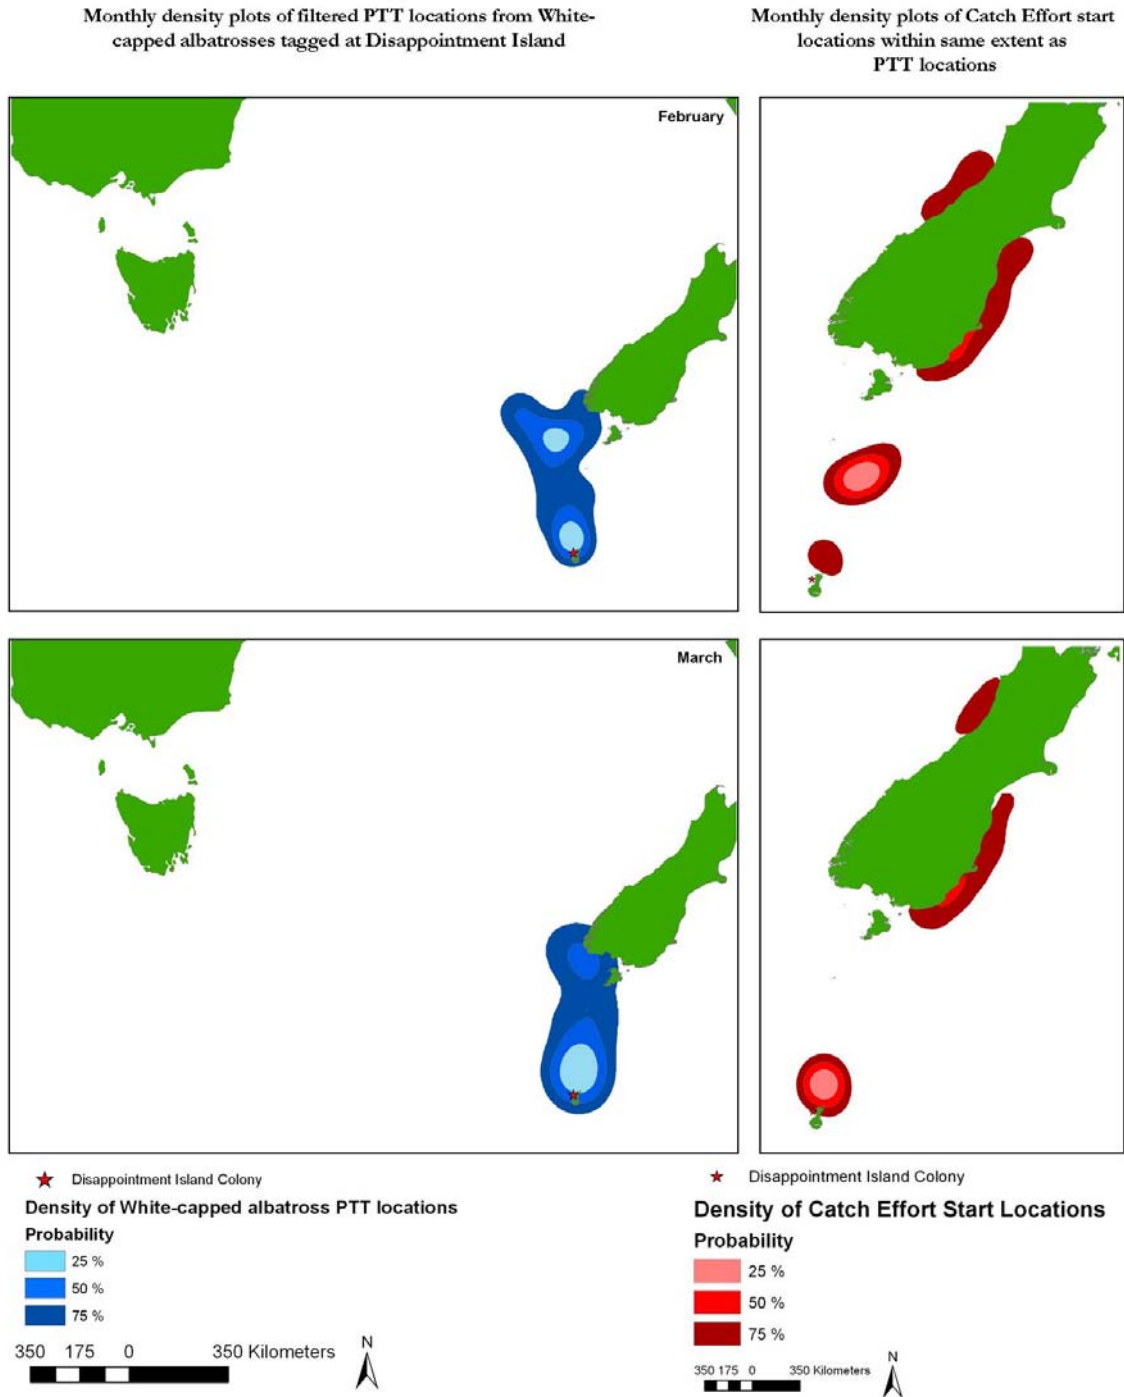 Monthly density plots of filtered PTT locations from White-
capped albatrosses tagged at Disappointment Island
Monthly density plots of Catch Effort start
locations within same extent as
PTT locations
February
March
Disappointment Island Colony
Density of White-capped albatross PTT locations
Probability
25 %
50 %
75 %
350 175 0 350 Kilometers
N
Disappointment Island Colony
Density of Catch Effort Start Locations
Probability
25 %
50 %
75 %
350 175 0 350 Kilometers
N